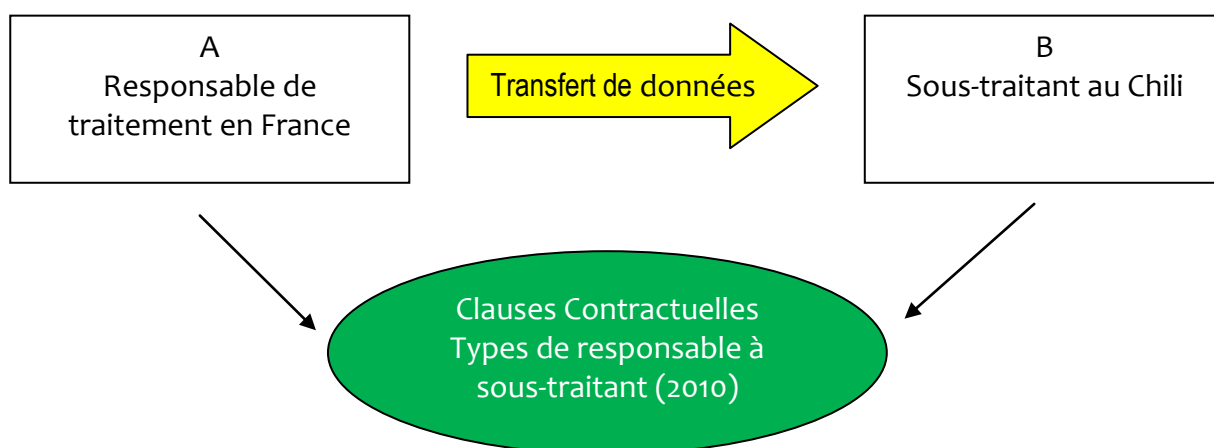 A
Responsable de
traitement en France
Transfert de données
B
Sous-traitant au Chili
Clauses Contractuelles
Types de responsable à
sous-traitant (2010)